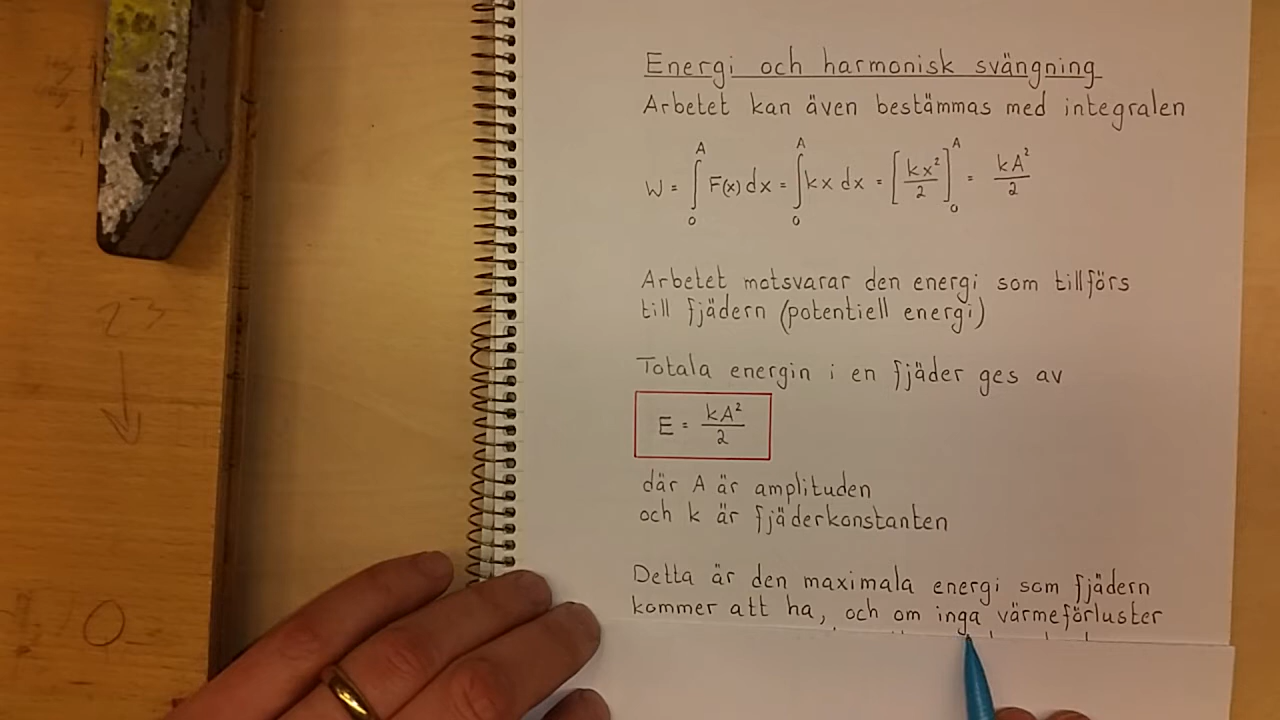 Energi och harmonisk svängning
Arbetet kan även bestämmas med integralen
W = ∫₀ᴬ F(x) dx = ∫₀ᴬ kx dx = [kx²/2]₀ᴬ = kA²/2
Arbetet motsvarar den energi som tillförs
till fjädern (potentiell energi)
Totala energin i en fjäder ges av
E = kA²/2
där A är amplituden
och k är fjäderkonstanten
Detta är den maximala energi som fjädern
kommer att ha, och om inga värmeförluster